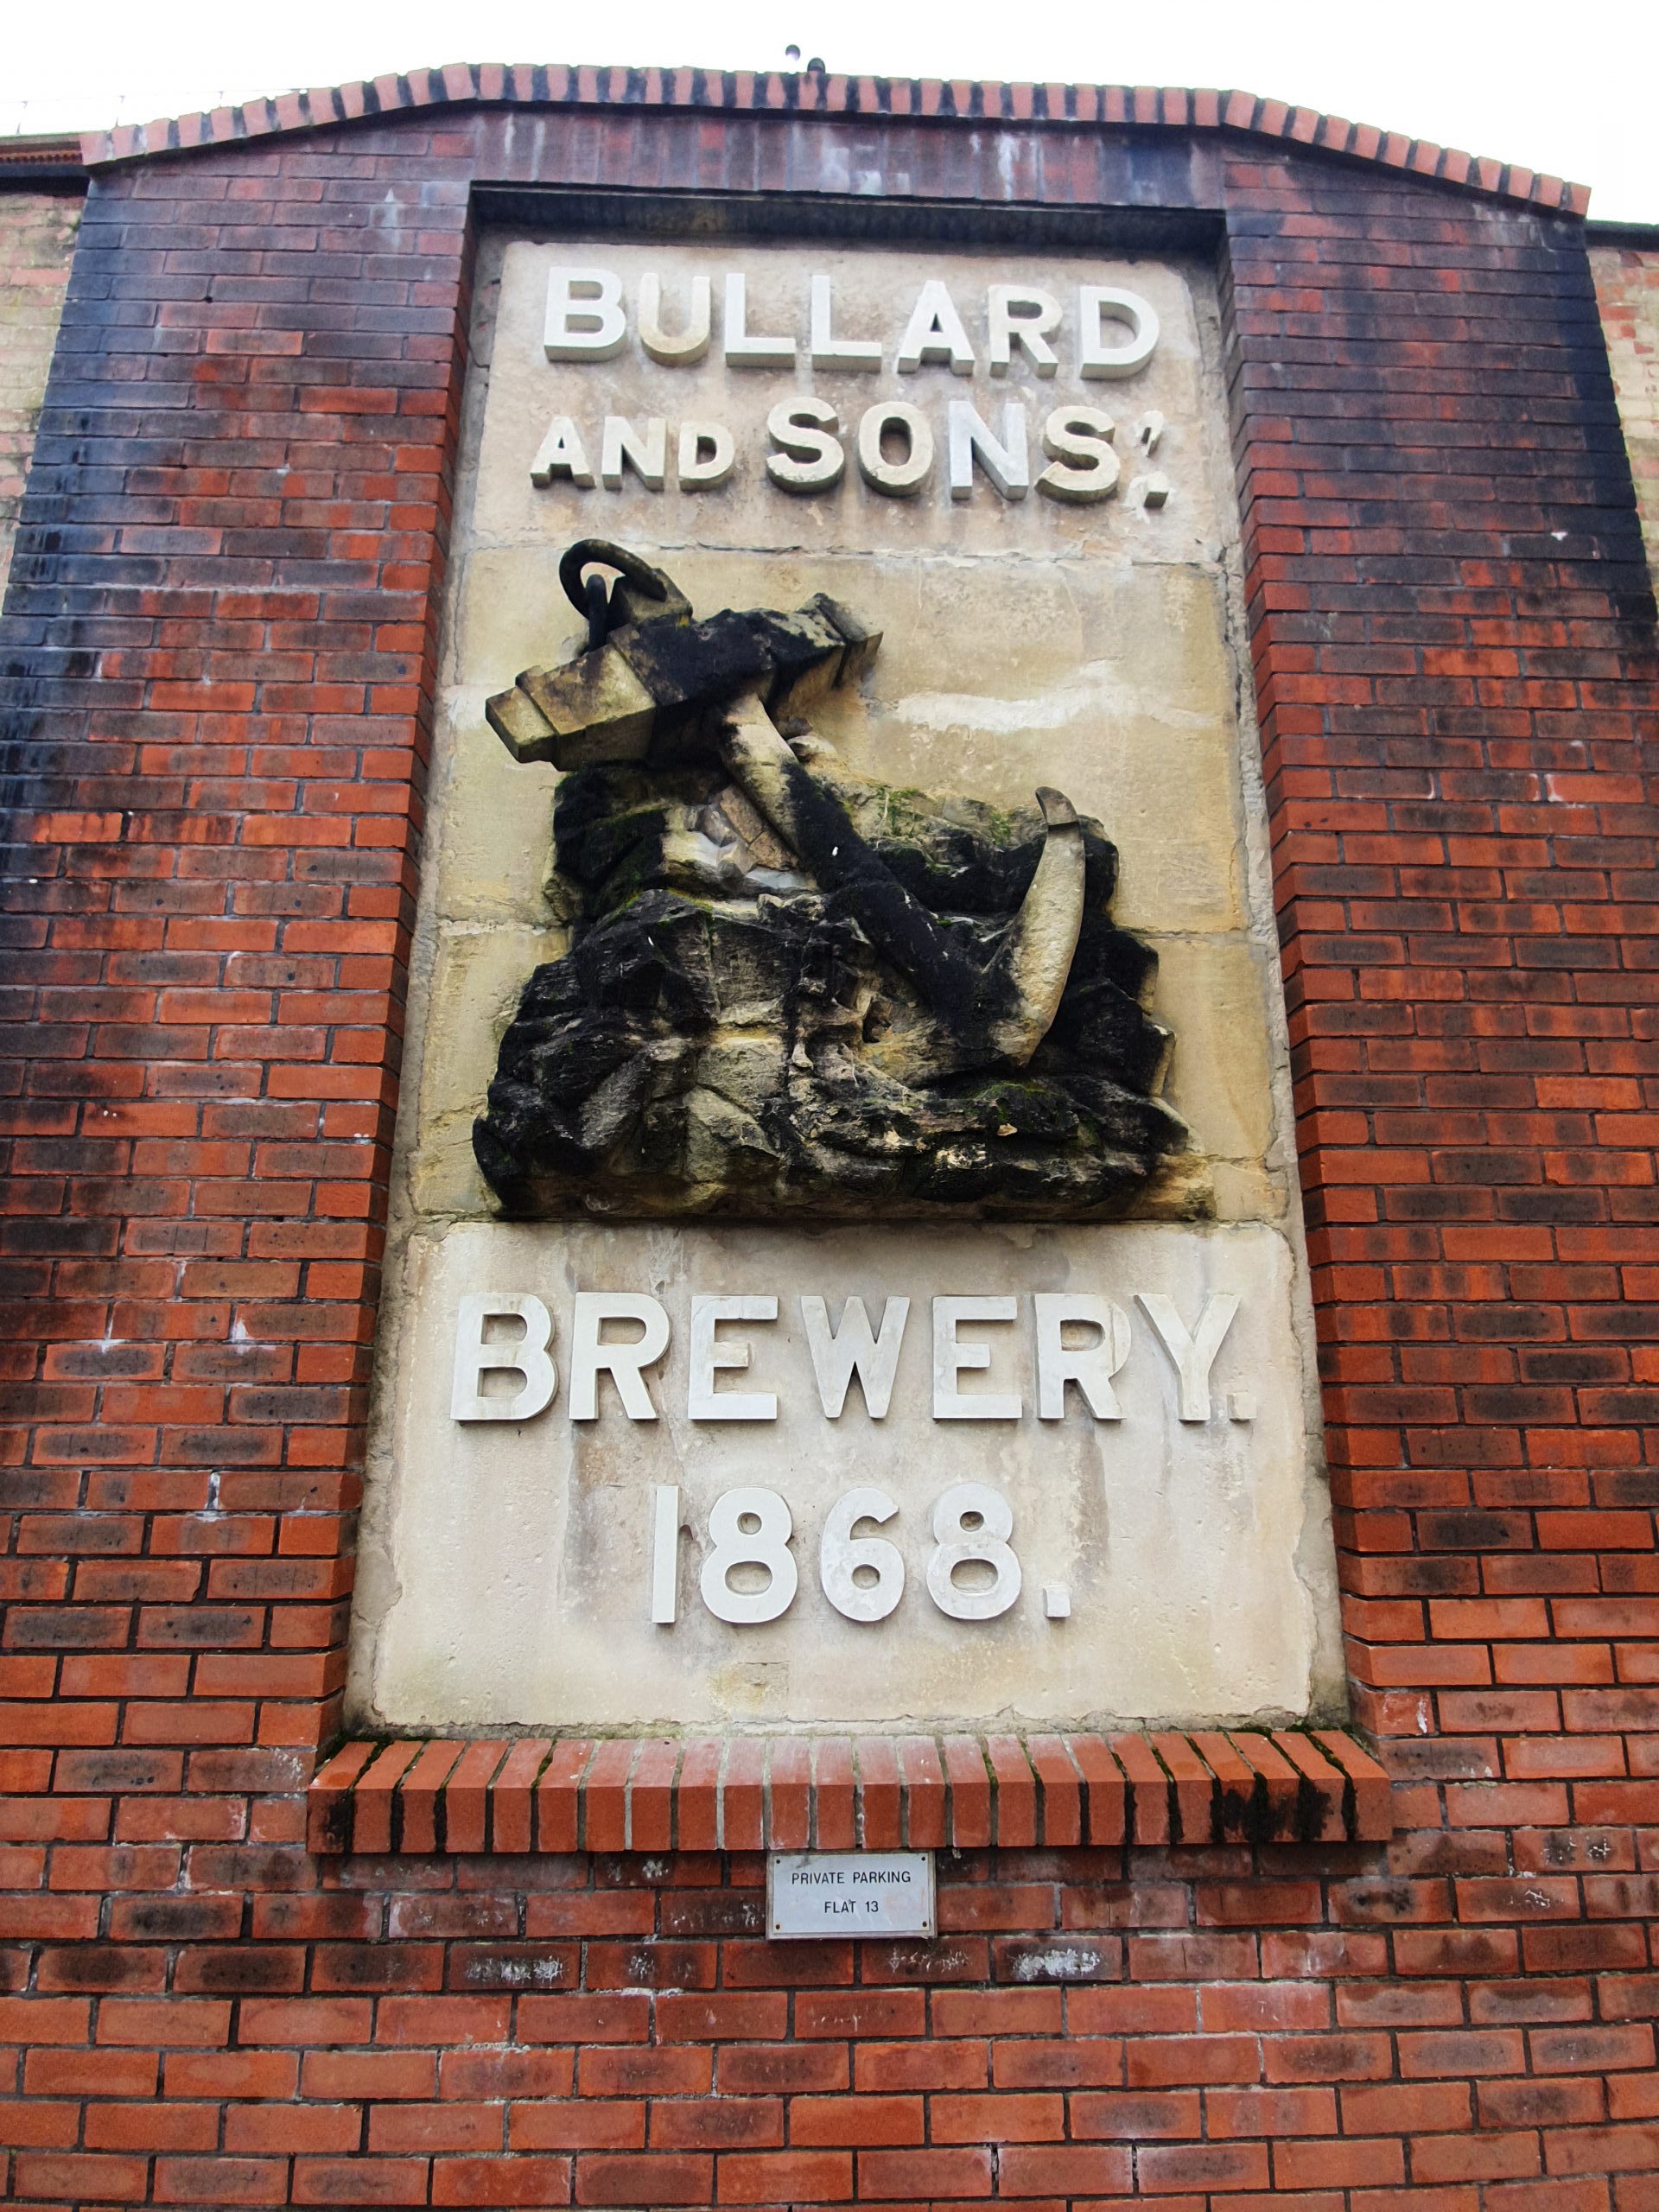 BULLARD
AND SONS'.
BREWERY.
1868.
PRIVATE PARKING
FLAT 13